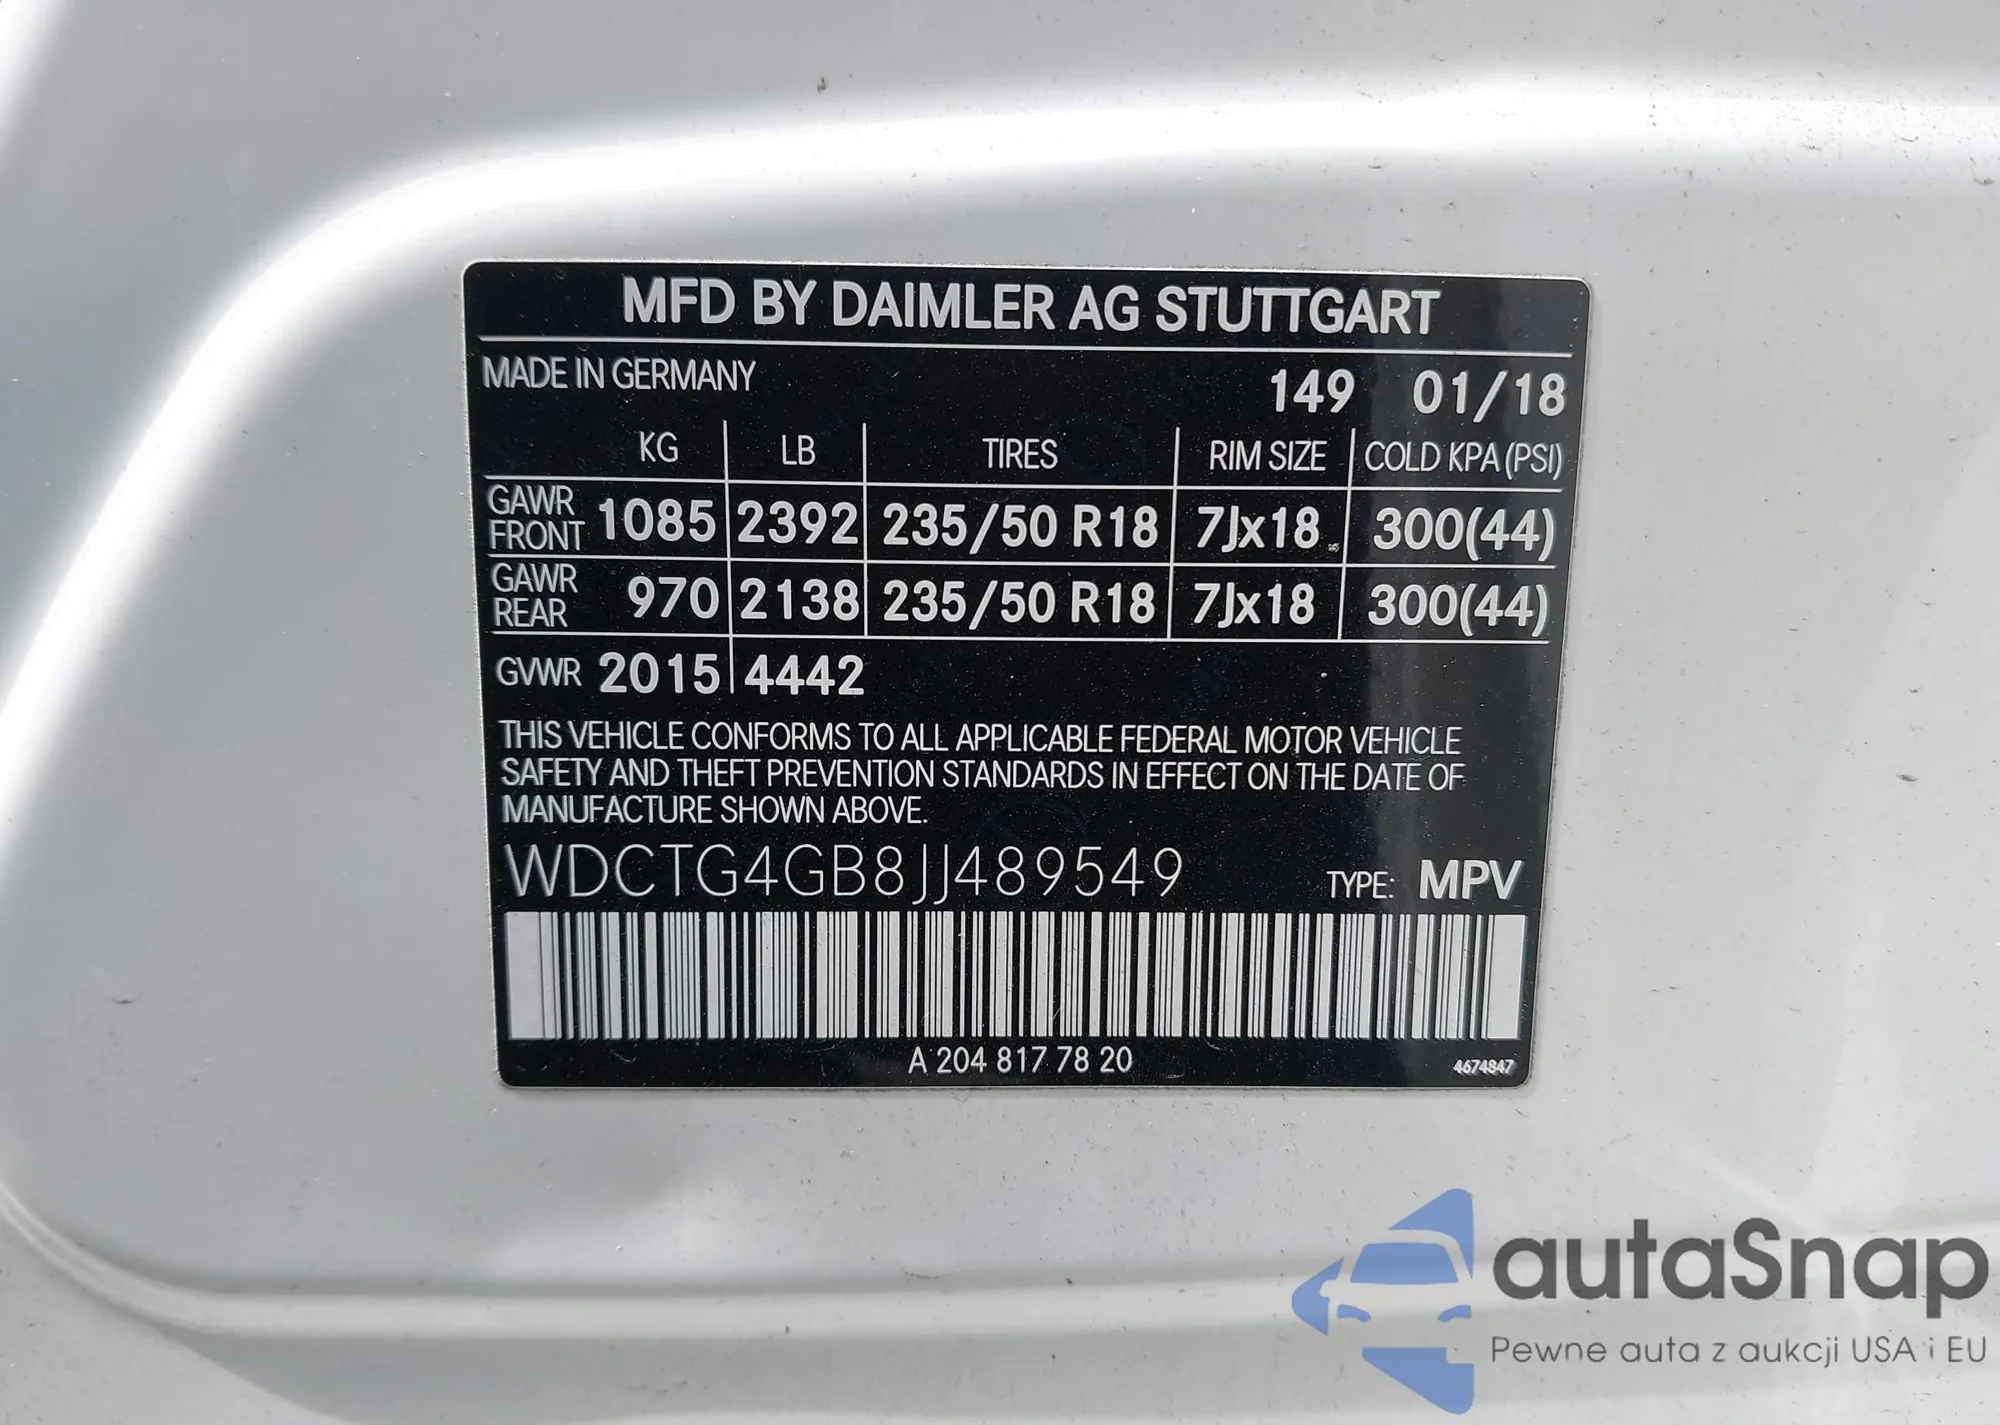 MFD BY DAIMLER AG STUTTGART
MADE IN GERMANY 149 01/18
KG LB TIRES RIM SIZE COLD KPA (PSI)
GAWR FRONT 1085 2392 235/50 R18 7Jx18 300(44)
GAWR REAR 970 2138 235/50 R18 7Jx18 300(44)
GVWR 2015 4442
THIS VEHICLE CONFORMS TO ALL APPLICABLE FEDERAL MOTOR VEHICLE
SAFETY AND THEFT PREVENTION STANDARDS IN EFFECT ON THE DATE OF
MANUFACTURE SHOWN ABOVE.
WDCTG4GB8JJ489549 TYPE: MPV
A 204 817 78 20 4674847
autaSnap
Pewne auta z aukcji USA i EU